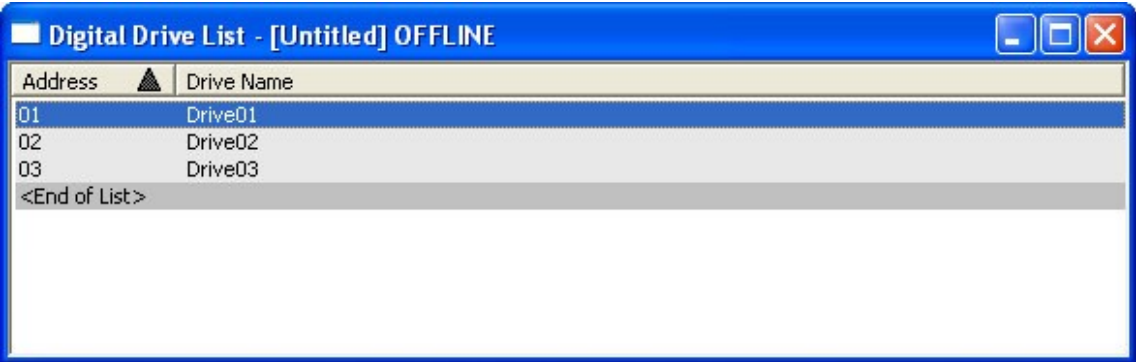 Digital Drive List - [Untitled] OFFLINE
Address Drive Name
01 Drive01
02 Drive02
03 Drive03
<End of List>